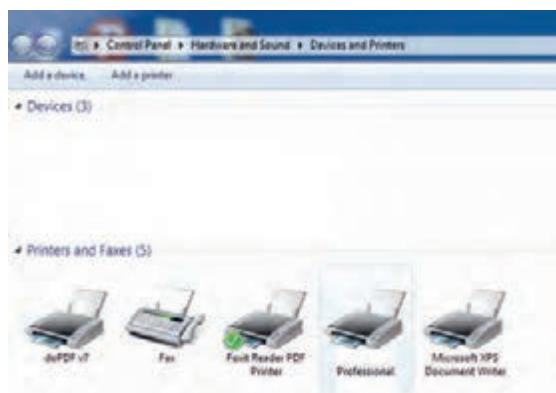 Control Panel ▸ Hardware and Sound ▸ Devices and Printers
Add a device Add a printer
Devices (3)
Printers and Faxes (5)
doPDF v7
Fax
Foxit Reader PDF
Printer
Professional
Microsoft XPS
Document Writer